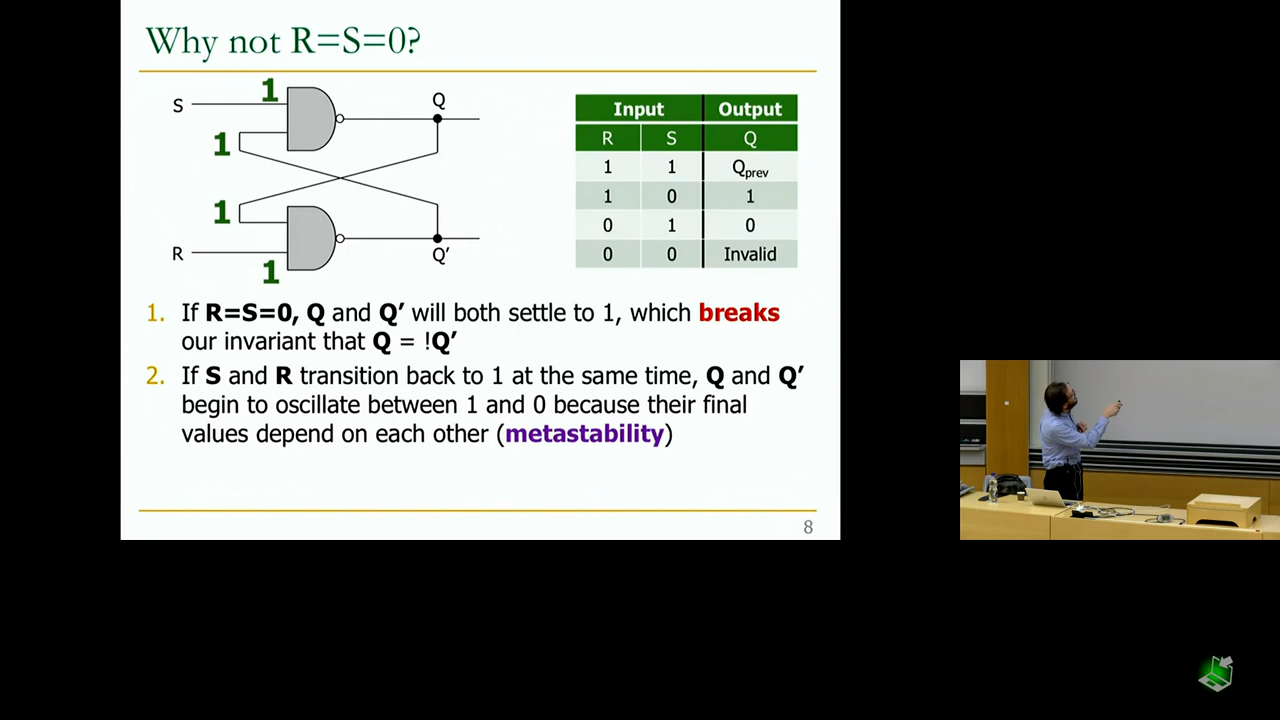 Why not R=S=0?
S
1
1
Q
1
R
1
Q'
Input Output
R S Q
1 1 Qprev
1 0 1
0 1 0
0 0 Invalid
1. If R=S=0, Q and Q' will both settle to 1, which breaks
our invariant that Q = !Q'
2. If S and R transition back to 1 at the same time, Q and Q'
begin to oscillate between 1 and 0 because their final
values depend on each other (metastability)
8